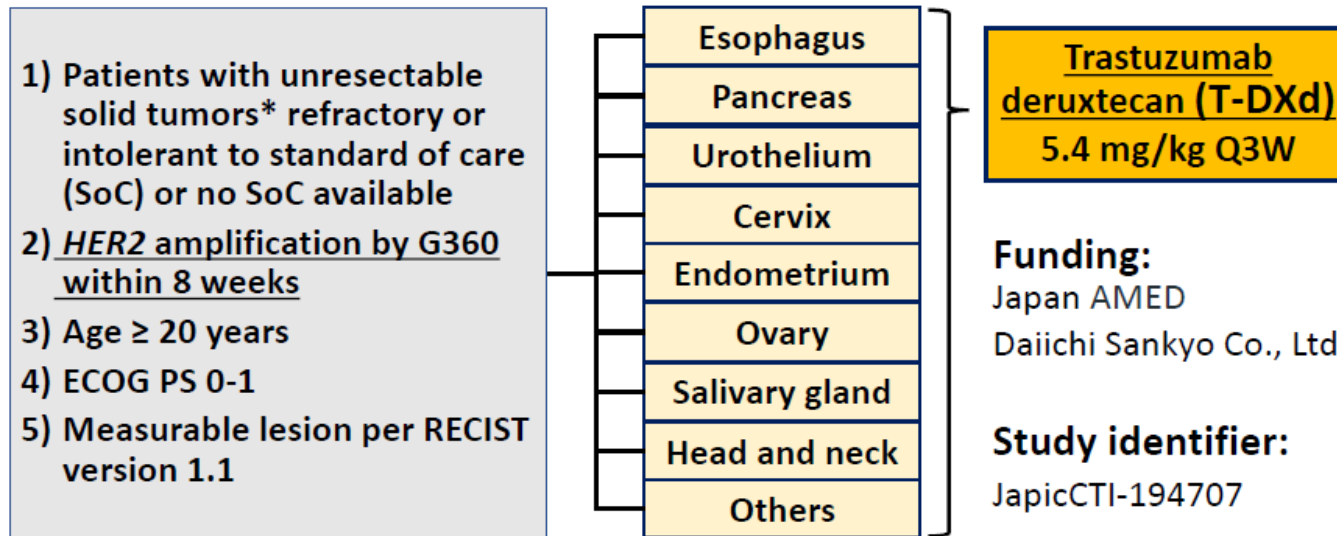 1) Patients with unresectable
solid tumors* refractory or
intolerant to standard of care
(SoC) or no SoC available
2) HER2 amplification by G360
within 8 weeks
3) Age ≥ 20 years
4) ECOG PS 0-1
5) Measurable lesion per RECIST
version 1.1
Esophagus
Pancreas
Urothelium
Cervix
Endometrium
Ovary
Salivary gland
Head and neck
Others
Trastuzumab
deruxtecan (T-DXd)
5.4 mg/kg Q3W
Funding:
Japan AMED
Daiichi Sankyo Co., Ltd
Study identifier:
JapicCTI-194707